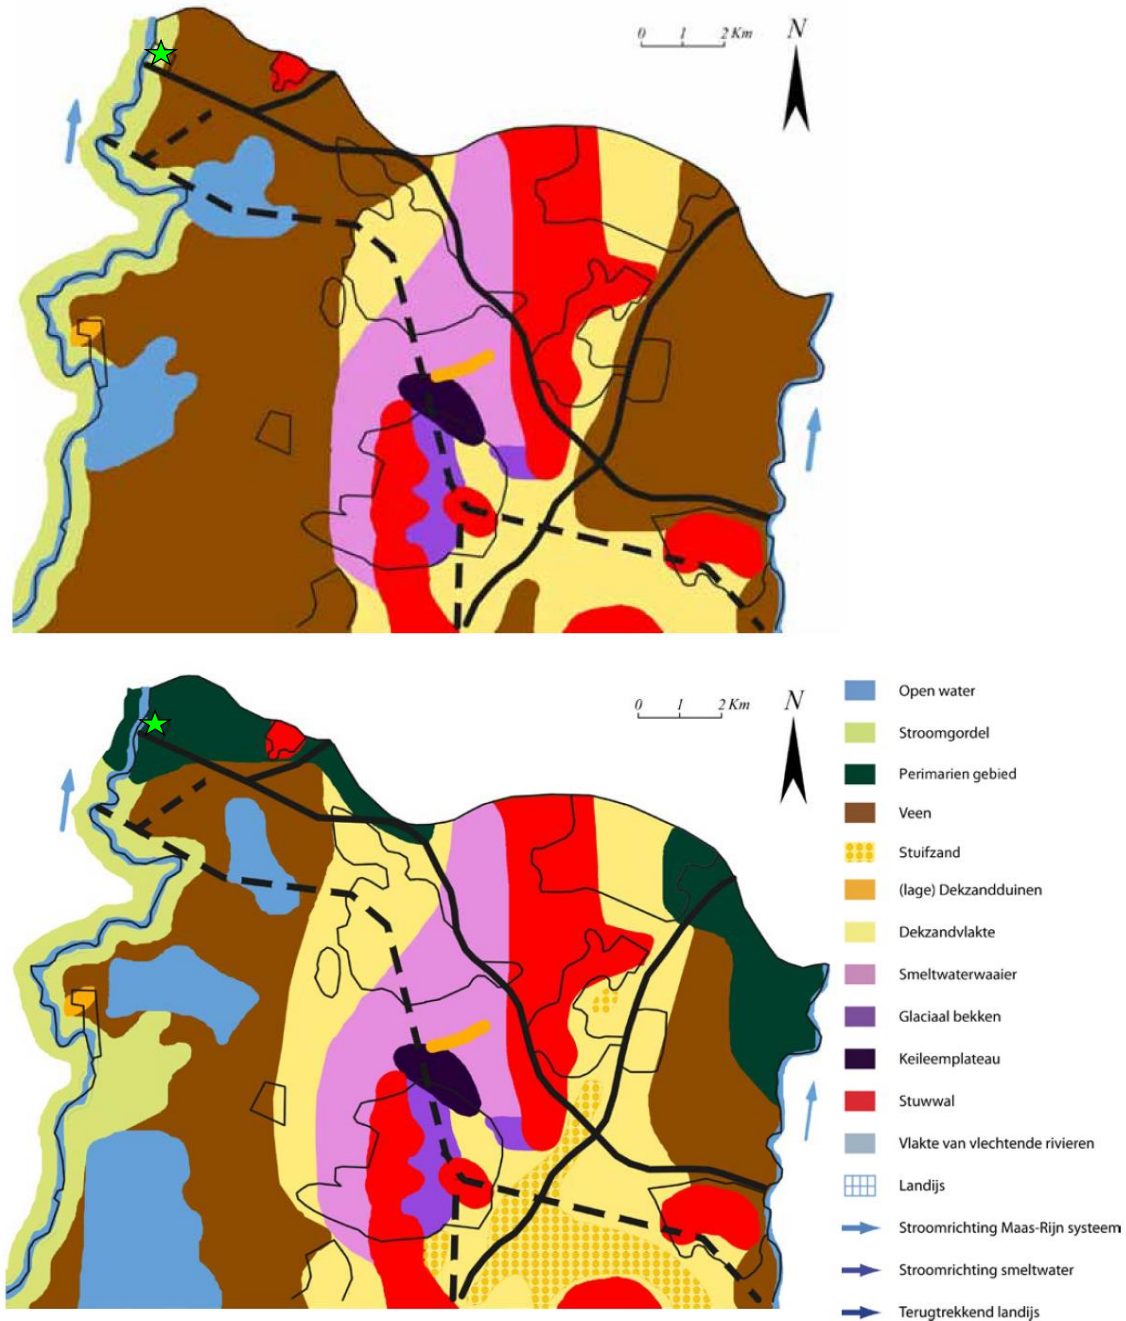 0 1 2 Km
N
0 1 2 Km
N
Open water
Stroomgordel
Perimarien gebied
Veen
Stuifzand
(lage) Dekzandduinen
Dekzandvlakte
Smeltwaterwaaier
Glaciaal bekken
Keileemplateau
Stuwwal
Vlakte van vlechtende rivieren
Landijs
Stroomrichting Maas-Rijn systeem
Stroomrichting smeltwater
Terugtrekkend landijs